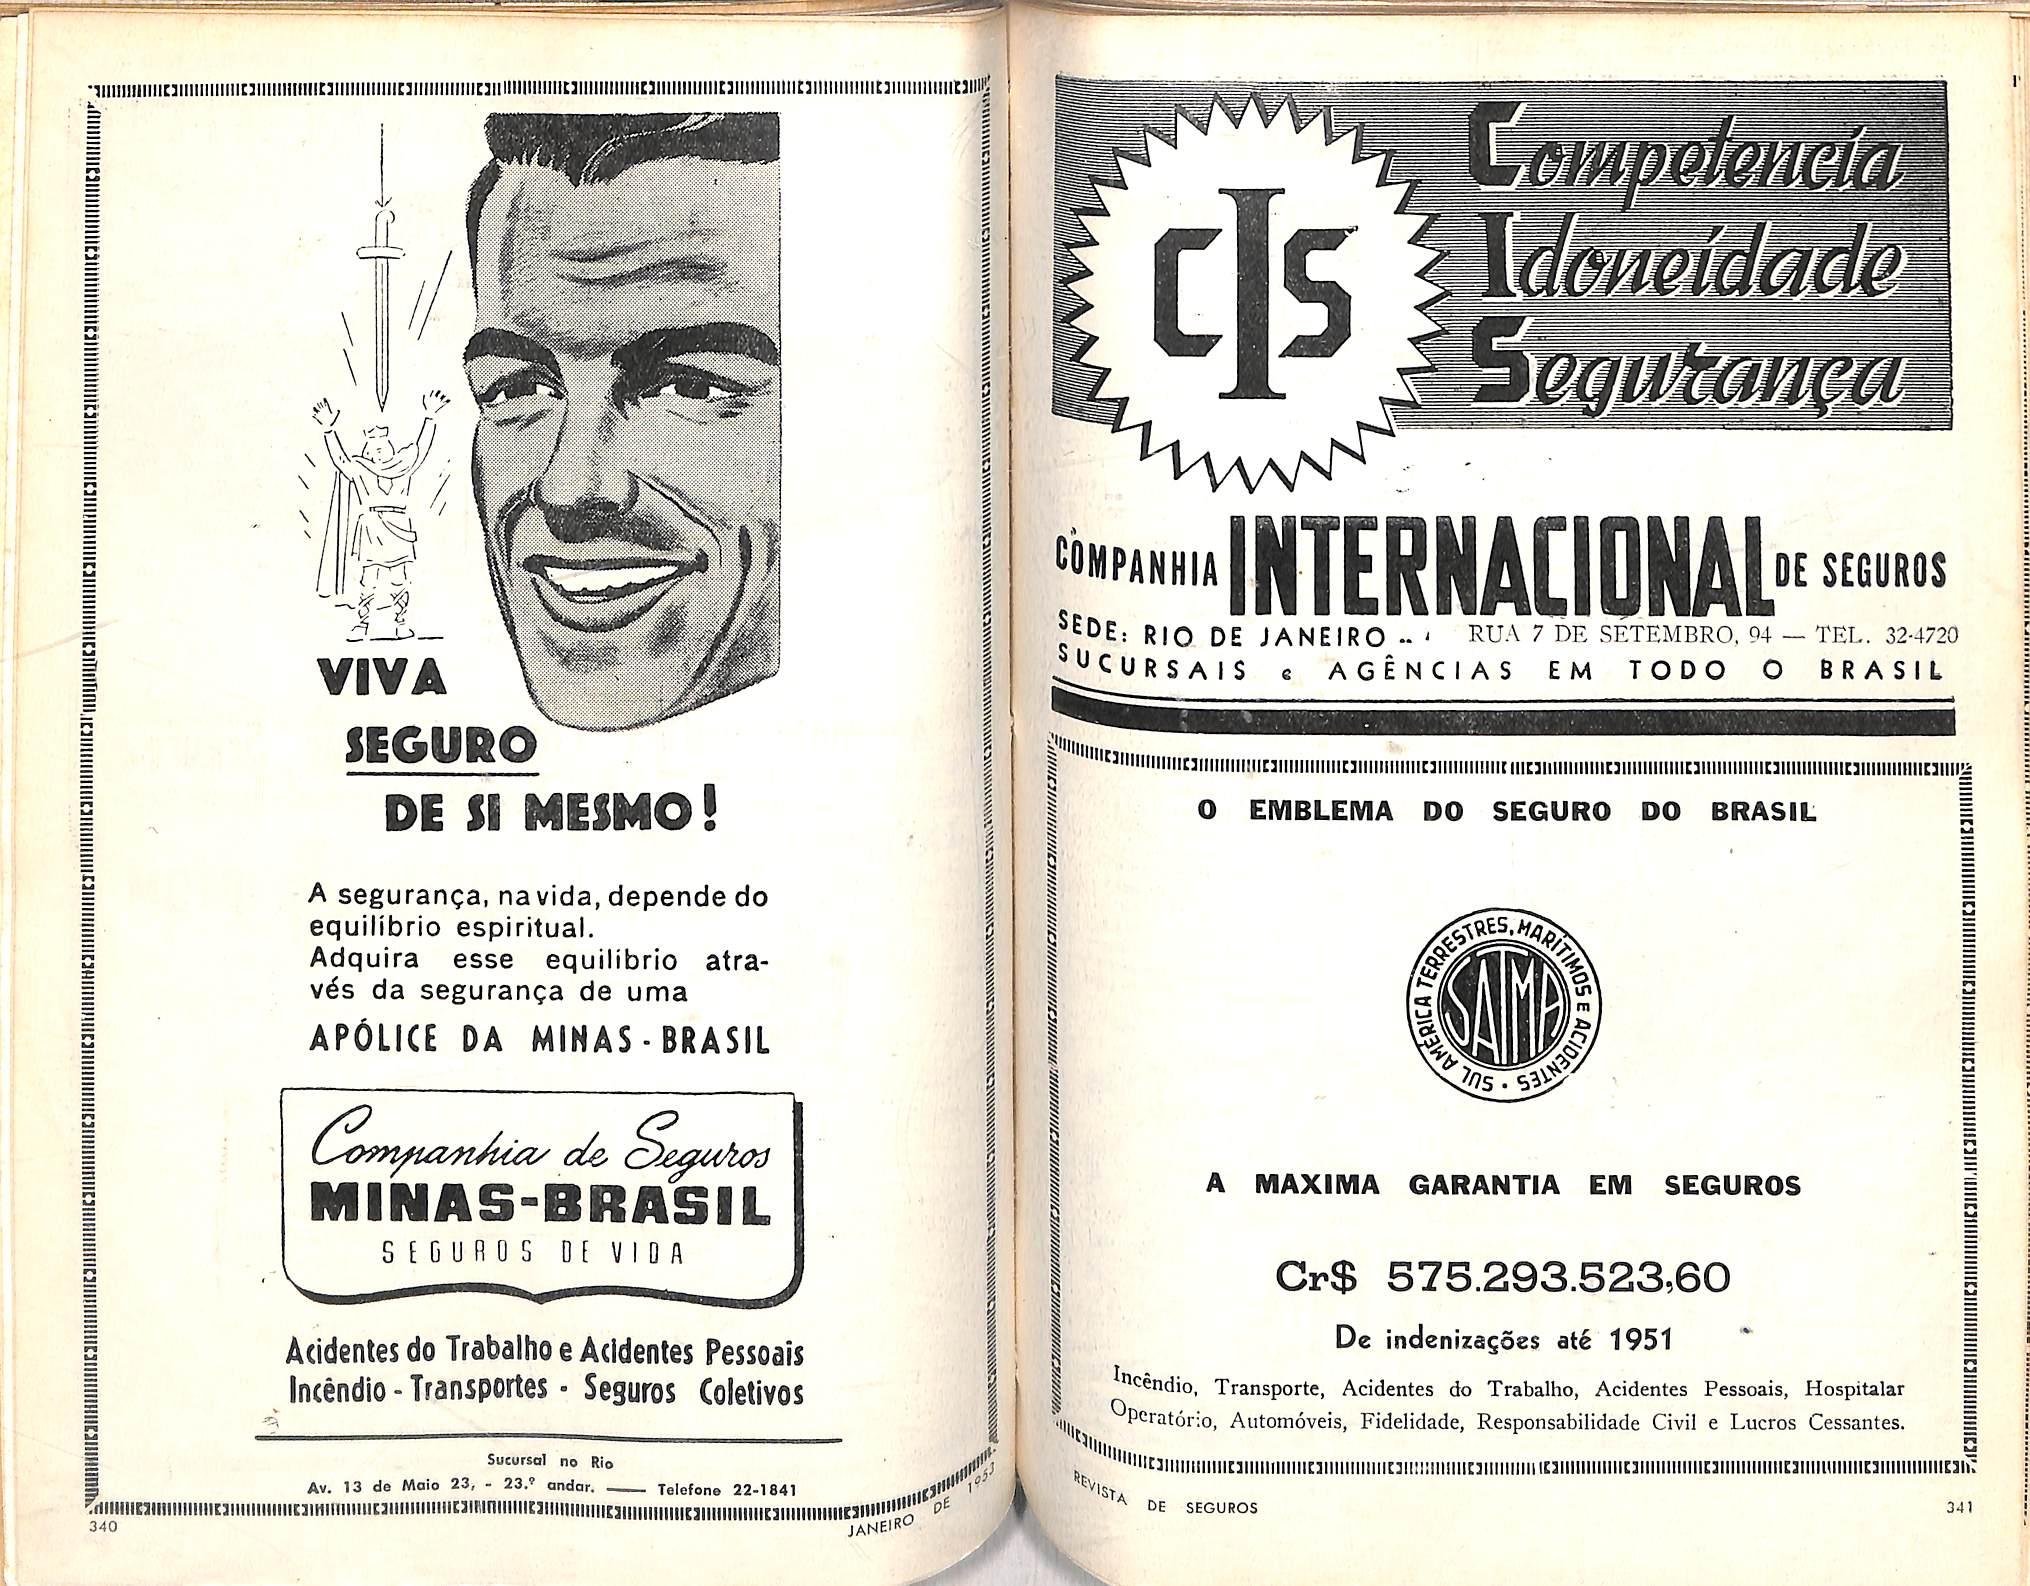 VIVA
SEGURO
DE SI MESMO!
A segurança, na vida, depende do
equilíbrio espiritual.
Adquira esse equilíbrio atra-
vés da segurança de uma
APÓLICE DA MINAS - BRASIL
Companhia de Seguros
MINAS-BRASIL
SEGUROS DE VIDA
Acidentes do Trabalho e Acidentes Pessoais
Incêndio - Transportes - Seguros Coletivos
Sucursal no Rio
Av. 13 de Maio 23, - 23.º andar. — Telefone 22-1841
340
JANEIRO DE 1953
CIS
Competencia
Idoneidade
Segurança
COMPANHIA INTERNACIONAL DE SEGUROS
SEDE: RIO DE JANEIRO .. RUA 7 DE SETEMBRO, 94 — TEL. 32-4720
SUCURSAIS e AGÊNCIAS EM TODO O BRASIL
O EMBLEMA DO SEGURO DO BRASIL
SUL AMÉRICA TERRESTRES, MARÍTIMOS E ACIDENTES •
SATMA
A MAXIMA GARANTIA EM SEGUROS
Cr$ 575.293.523,60
De indenizações até 1951
Incêndio, Transporte, Acidentes do Trabalho, Acidentes Pessoais, Hospitalar
Operatório, Automóveis, Fidelidade, Responsabilidade Civil e Lucros Cessantes.
REVISTA DE SEGUROS
341